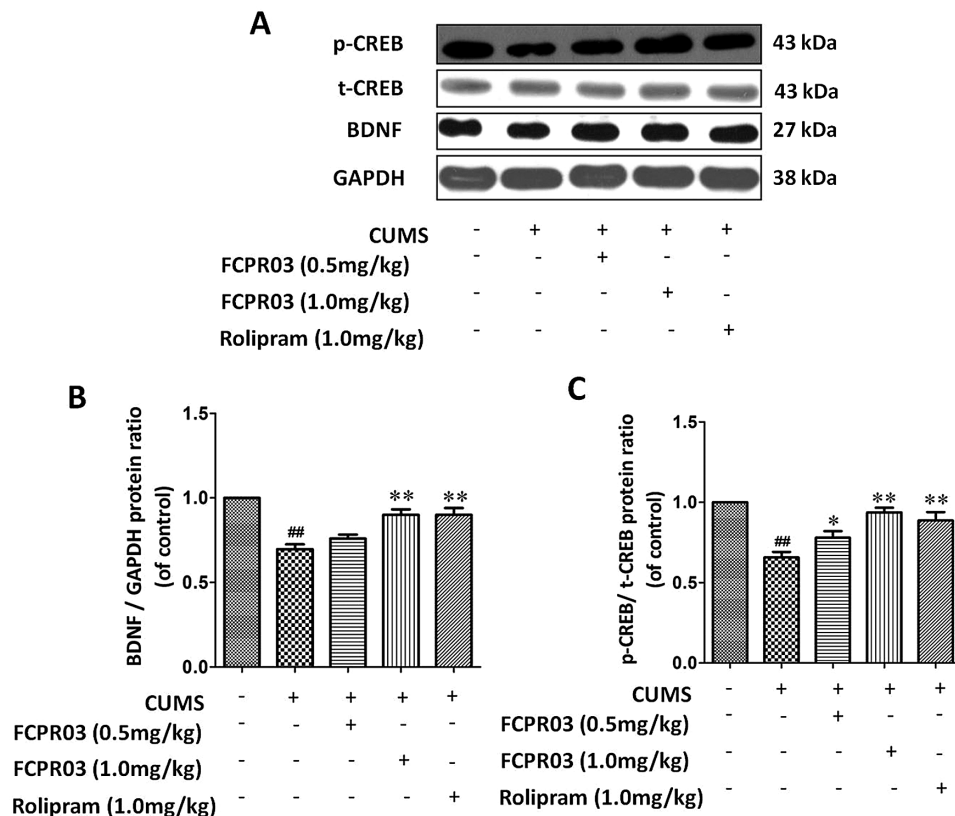 A
p-CREB 43 kDa
t-CREB 43 kDa
BDNF 27 kDa
GAPDH 38 kDa
CUMS - + + + +
FCPR03 (0.5mg/kg) - - + - -
FCPR03 (1.0mg/kg) - - - + -
Rolipram (1.0mg/kg) - - - - +
B
BDNF / GAPDH protein ratio
(of control)
1.5
1.0
0.5
0.0
##
**
**
CUMS - + + + +
FCPR03 (0.5mg/kg) - - + - -
FCPR03 (1.0mg/kg) - - - + -
Rolipram (1.0mg/kg) - - - - +
C
p-CREB/ t-CREB protein ratio
(of control)
1.5
1.0
0.5
0.0
##
*
**
**
CUMS - + + + +
FCPR03 (0.5mg/kg) - - + - -
FCPR03 (1.0mg/kg) - - - + -
Rolipram (1.0mg/kg) - - - - +